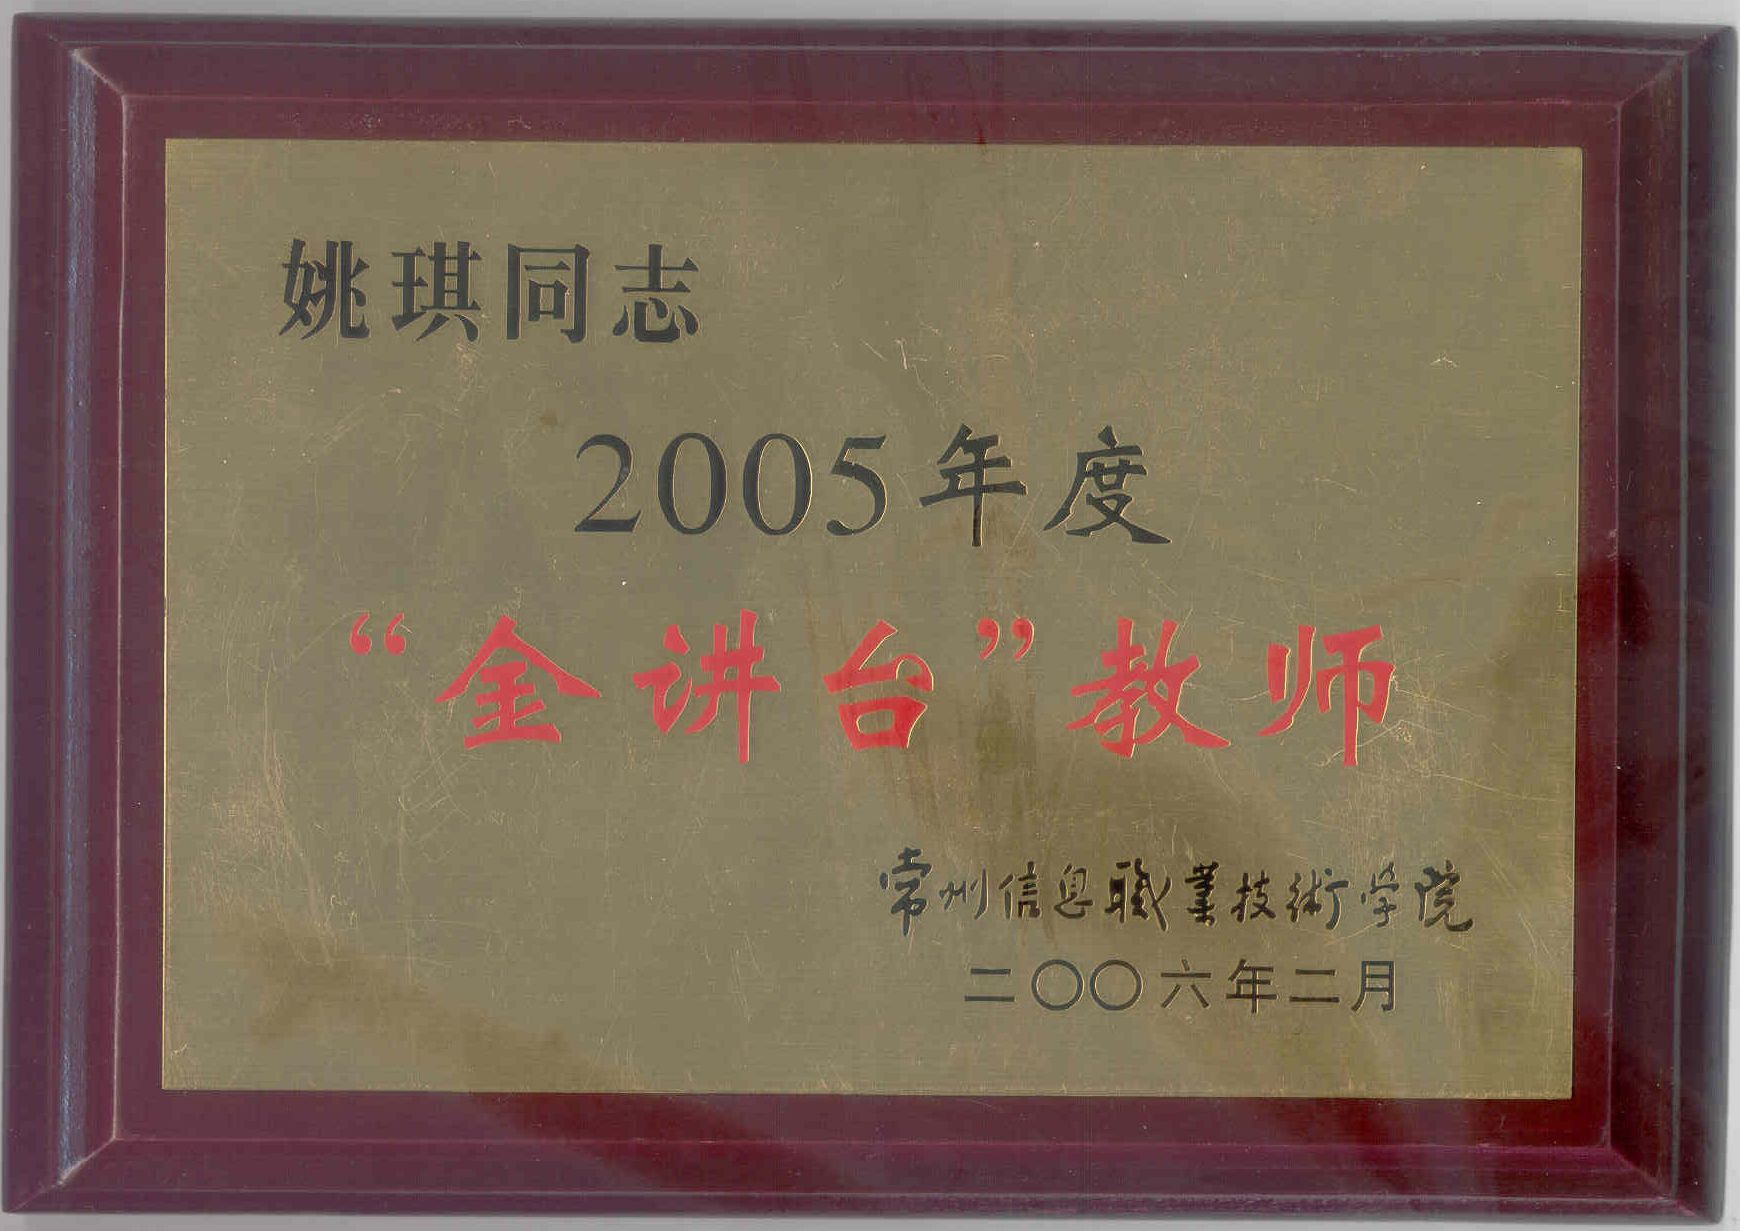 姚琪同志
2005年度
“金讲台”教师
常州信息職業技術学院
二〇〇六年二月